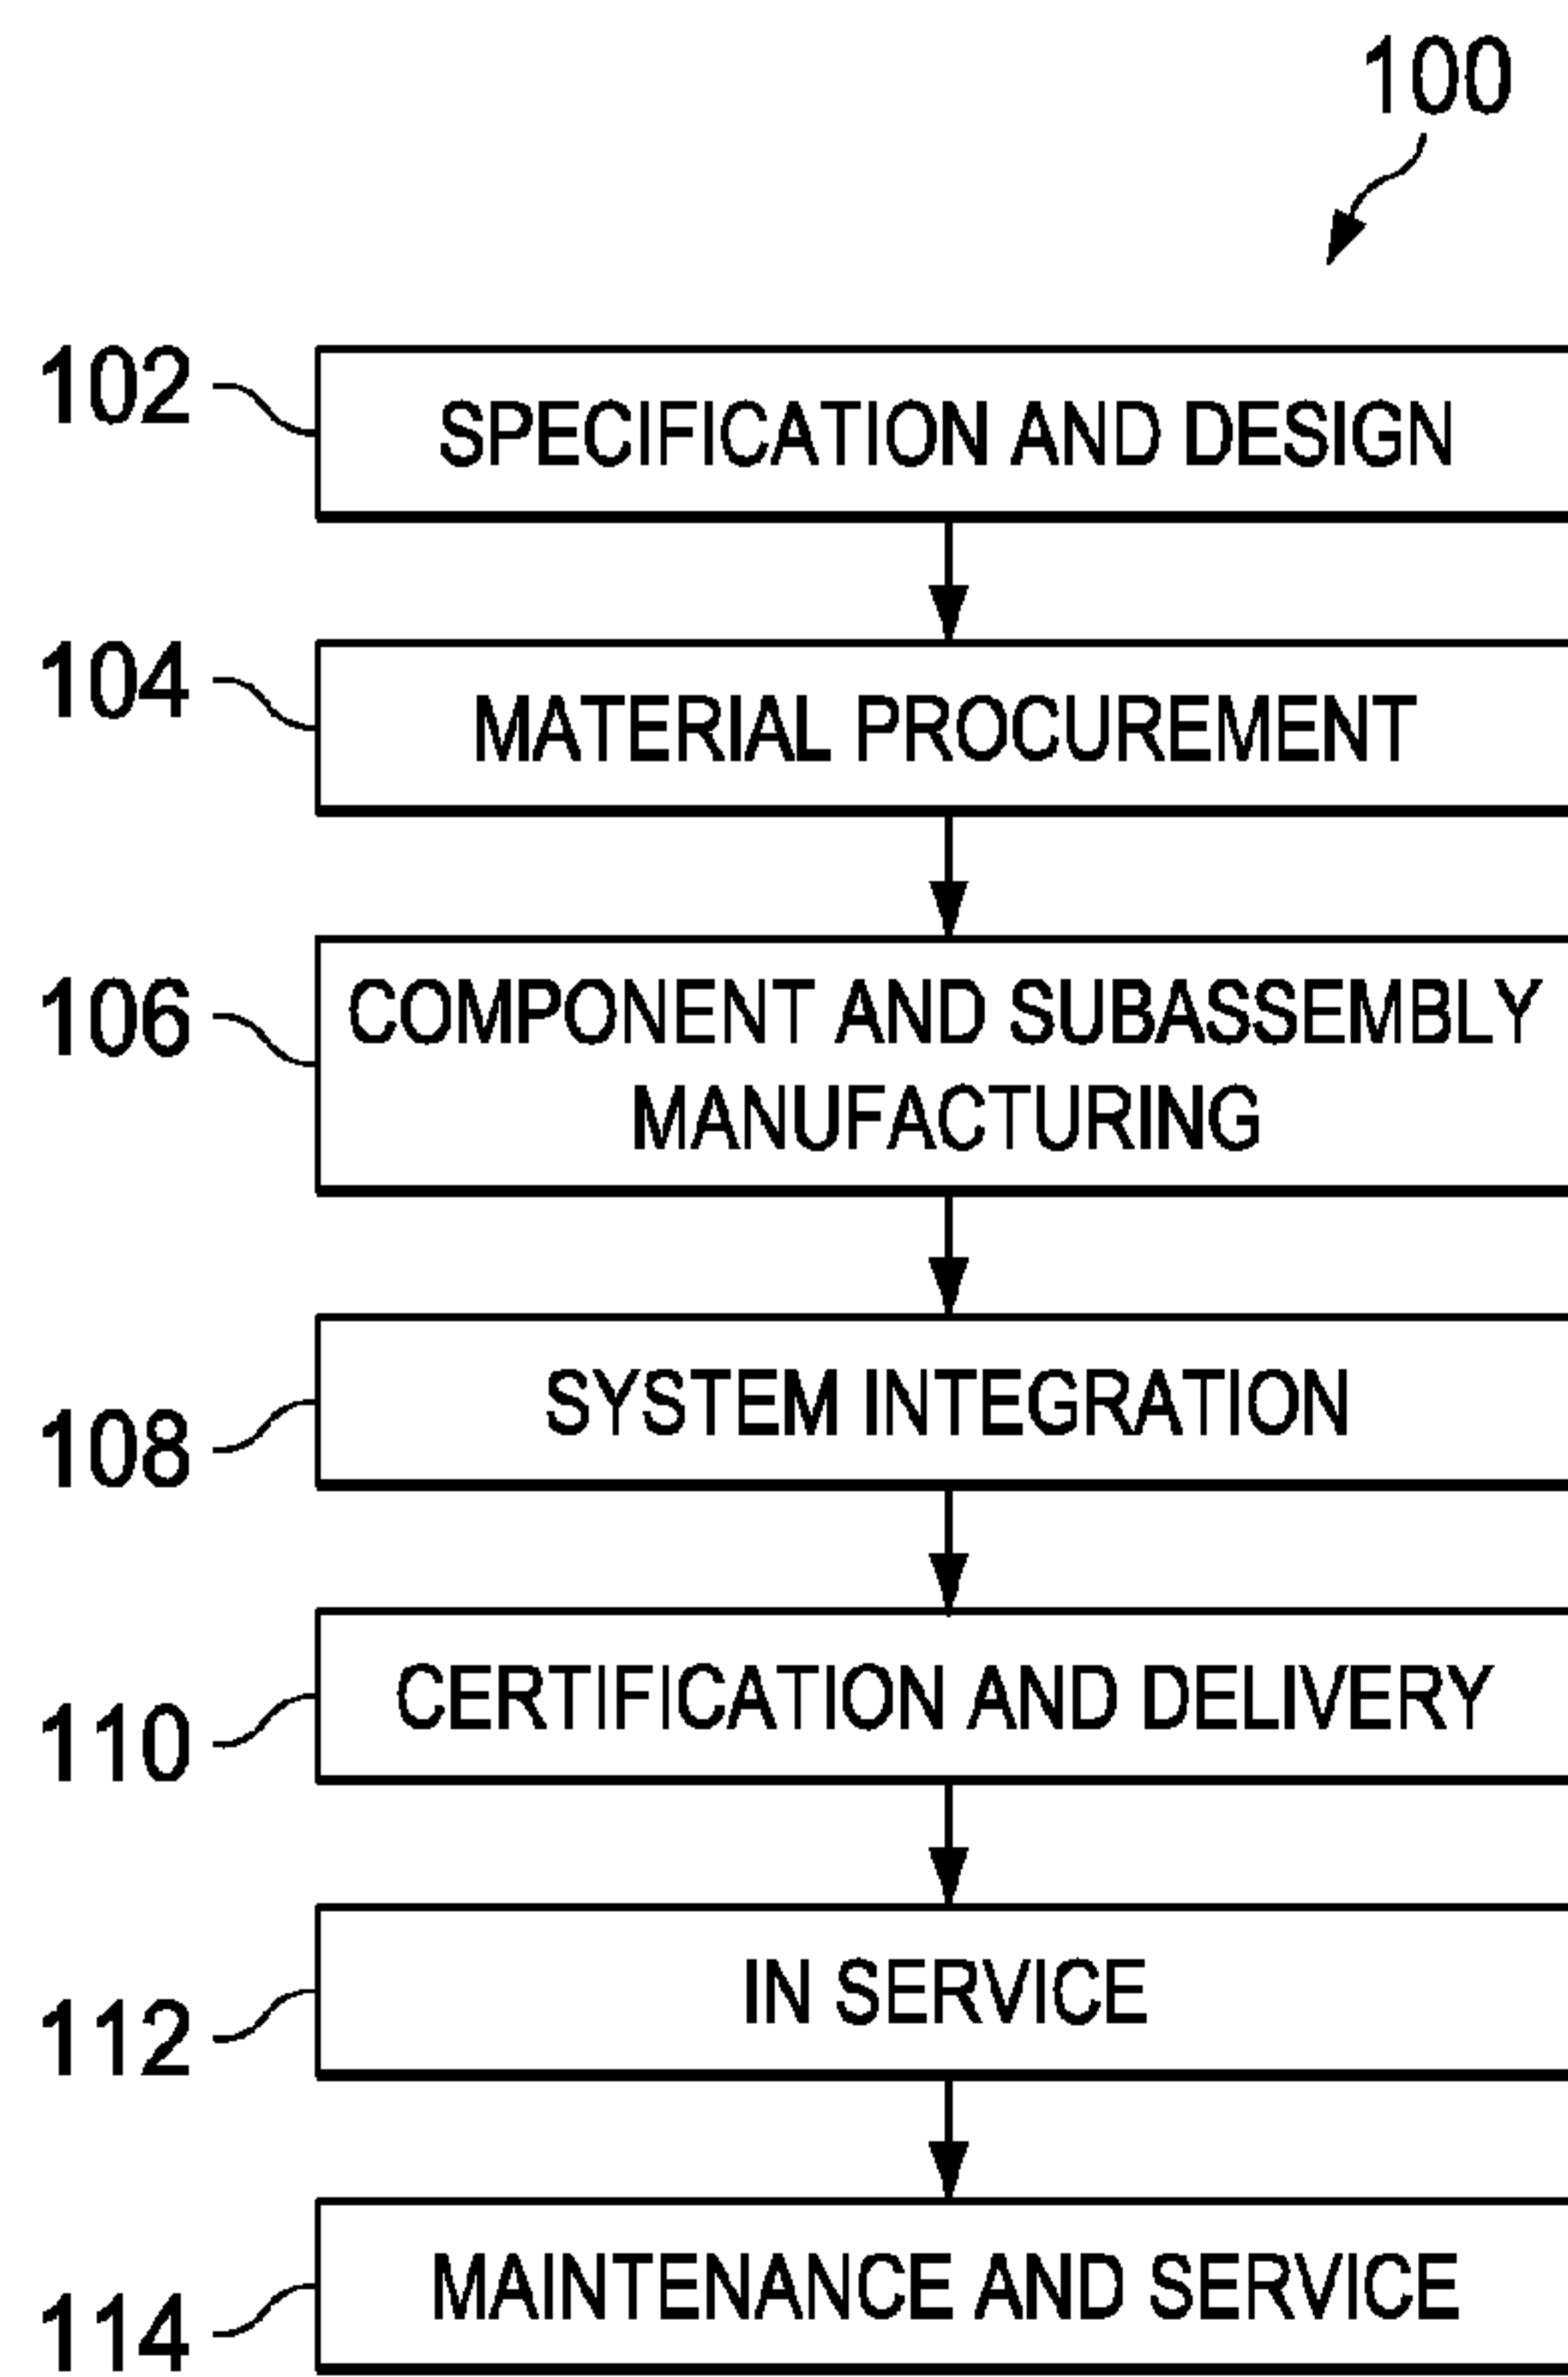 100
102
SPECIFICATION AND DESIGN
104
MATERIAL PROCUREMENT
106
COMPONENT AND SUBASSEMBLY
MANUFACTURING
108
SYSTEM INTEGRATION
110
CERTIFICATION AND DELIVERY
112
IN SERVICE
114
MAINTENANCE AND SERVICE